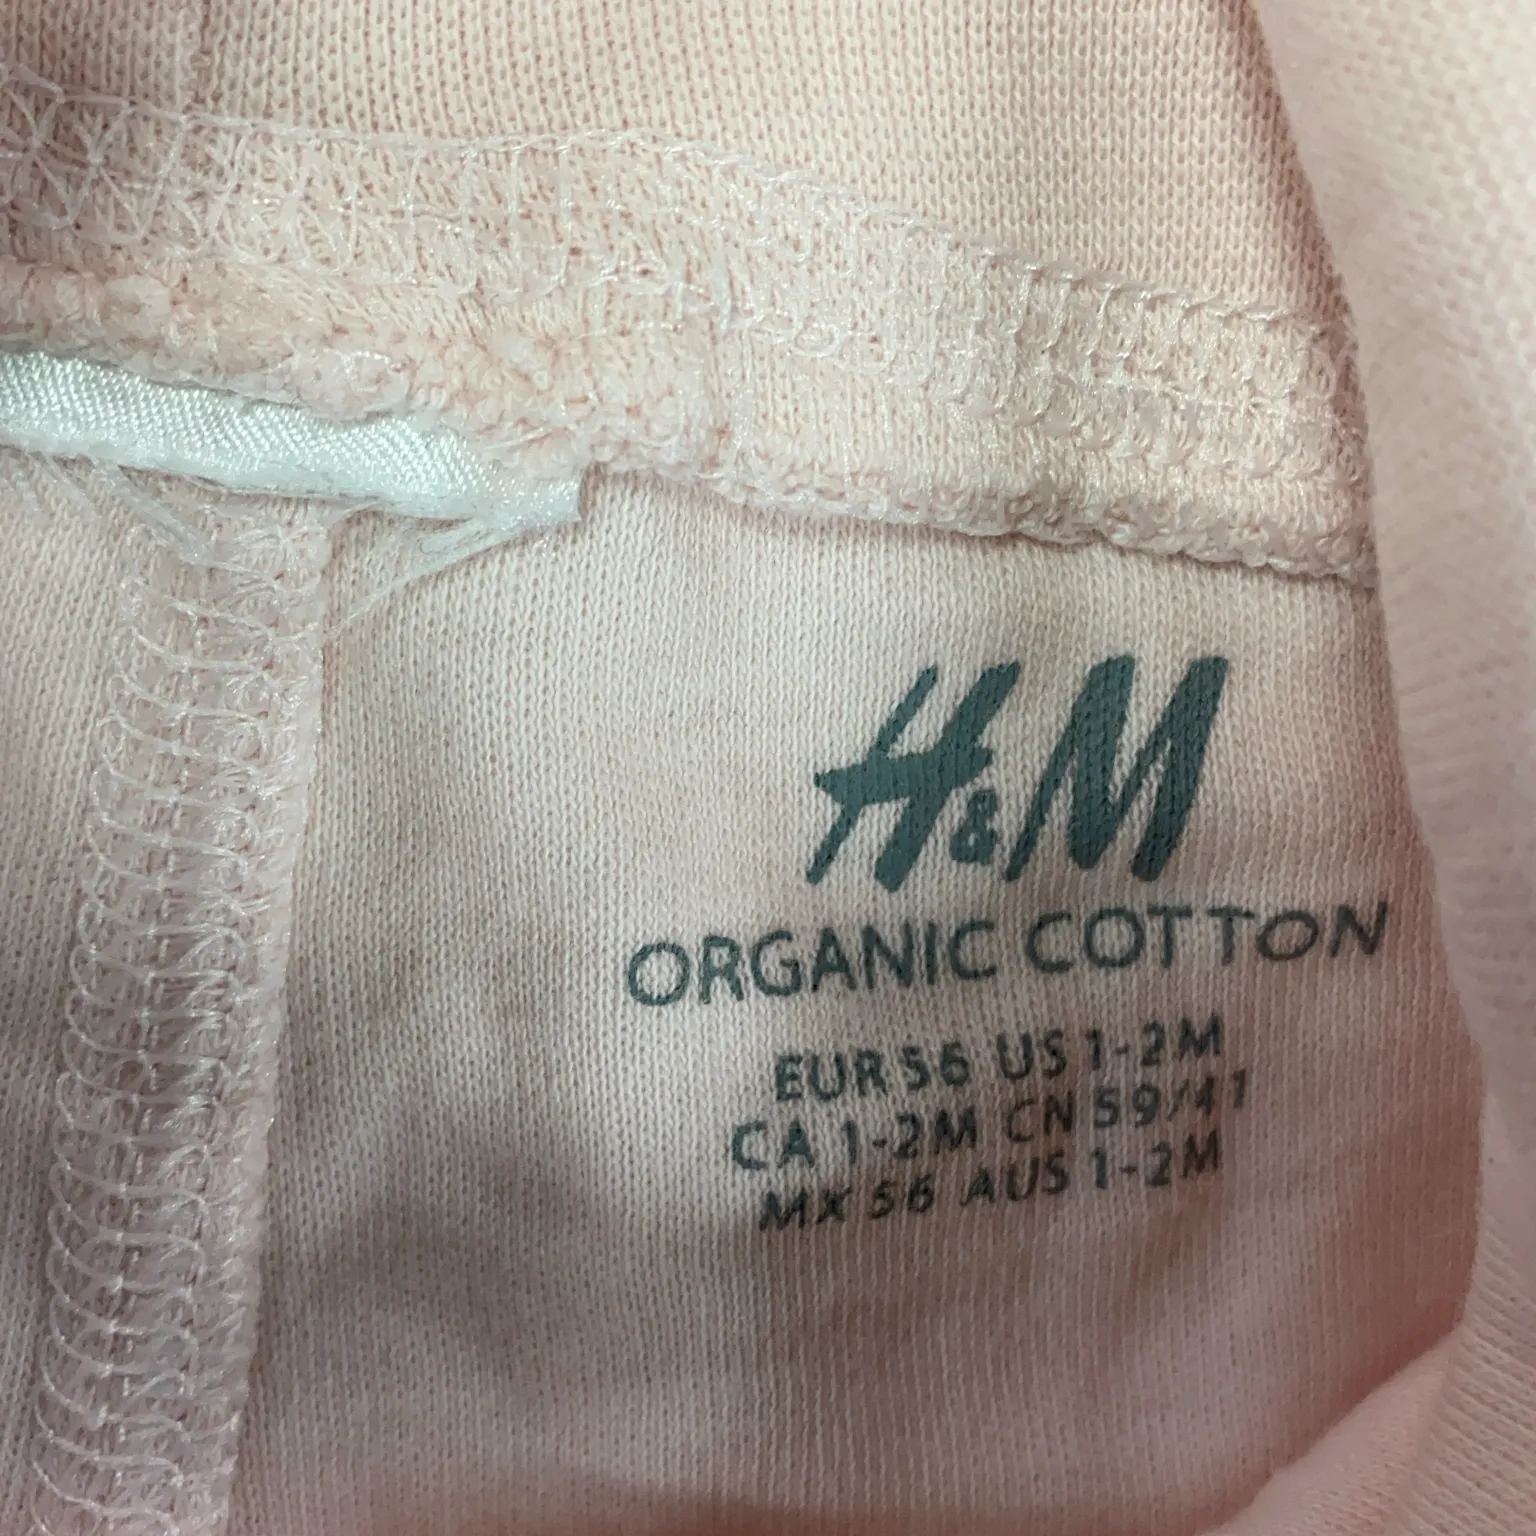 H&M
ORGANIC COTTON
EUR 56 US 1-2M
CA 1-2M CN 59/41
MX 56 AUS 1-2M